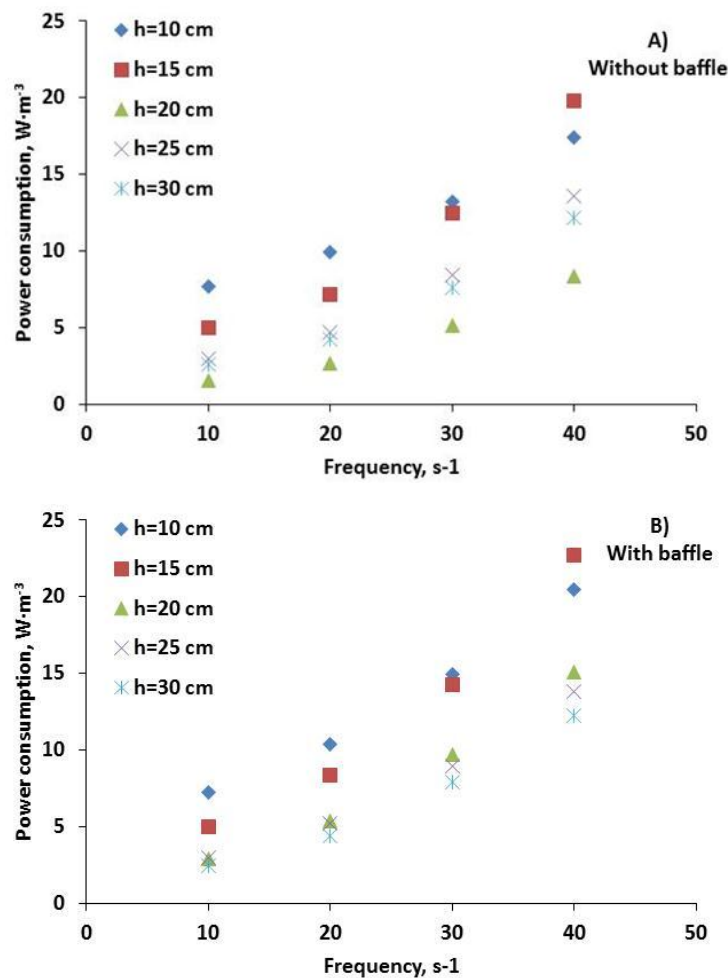 25
20
15
10
5
0
0 10 20 30 40 50
Power consumption, W·m-3
Frequency, s-1
h=10 cm
h=15 cm
h=20 cm
h=25 cm
h=30 cm
A)
Without baffle
25
20
15
10
5
0
0 10 20 30 40 50
Power consumption, W·m-3
Frequency, s-1
h=10 cm
h=15 cm
h=20 cm
h=25 cm
h=30 cm
B)
With baffle